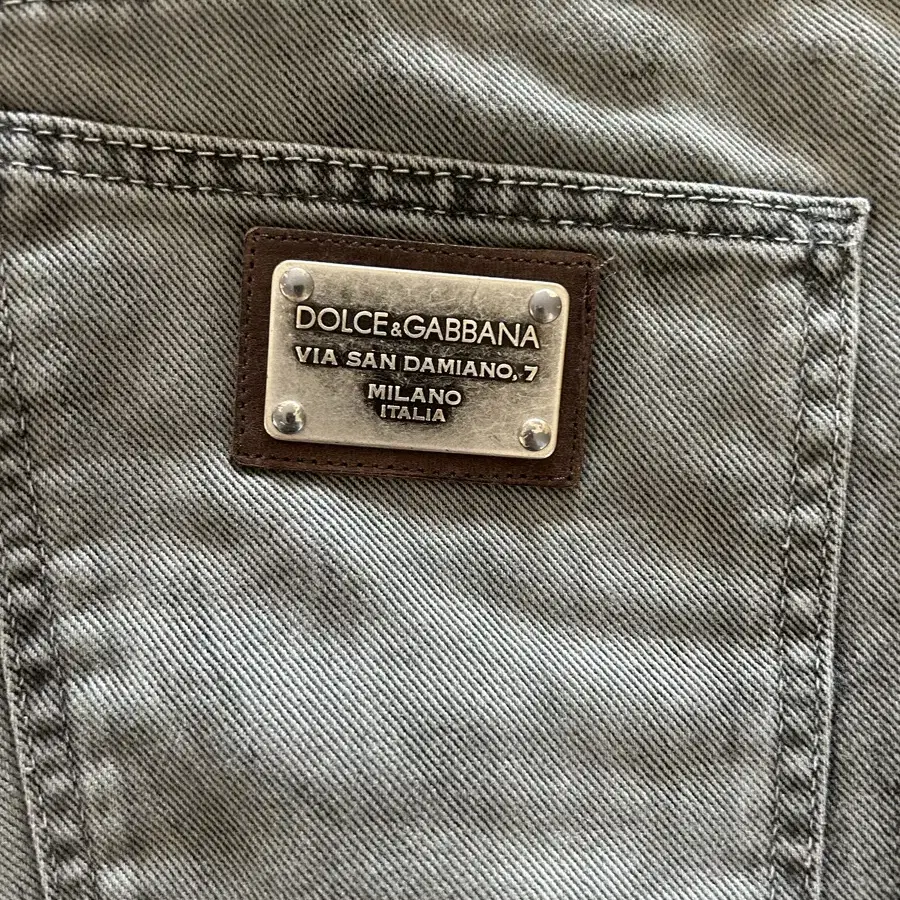 DOLCE&GABBANA
VIA SAN DAMIANO, 7
MILANO
ITALIA